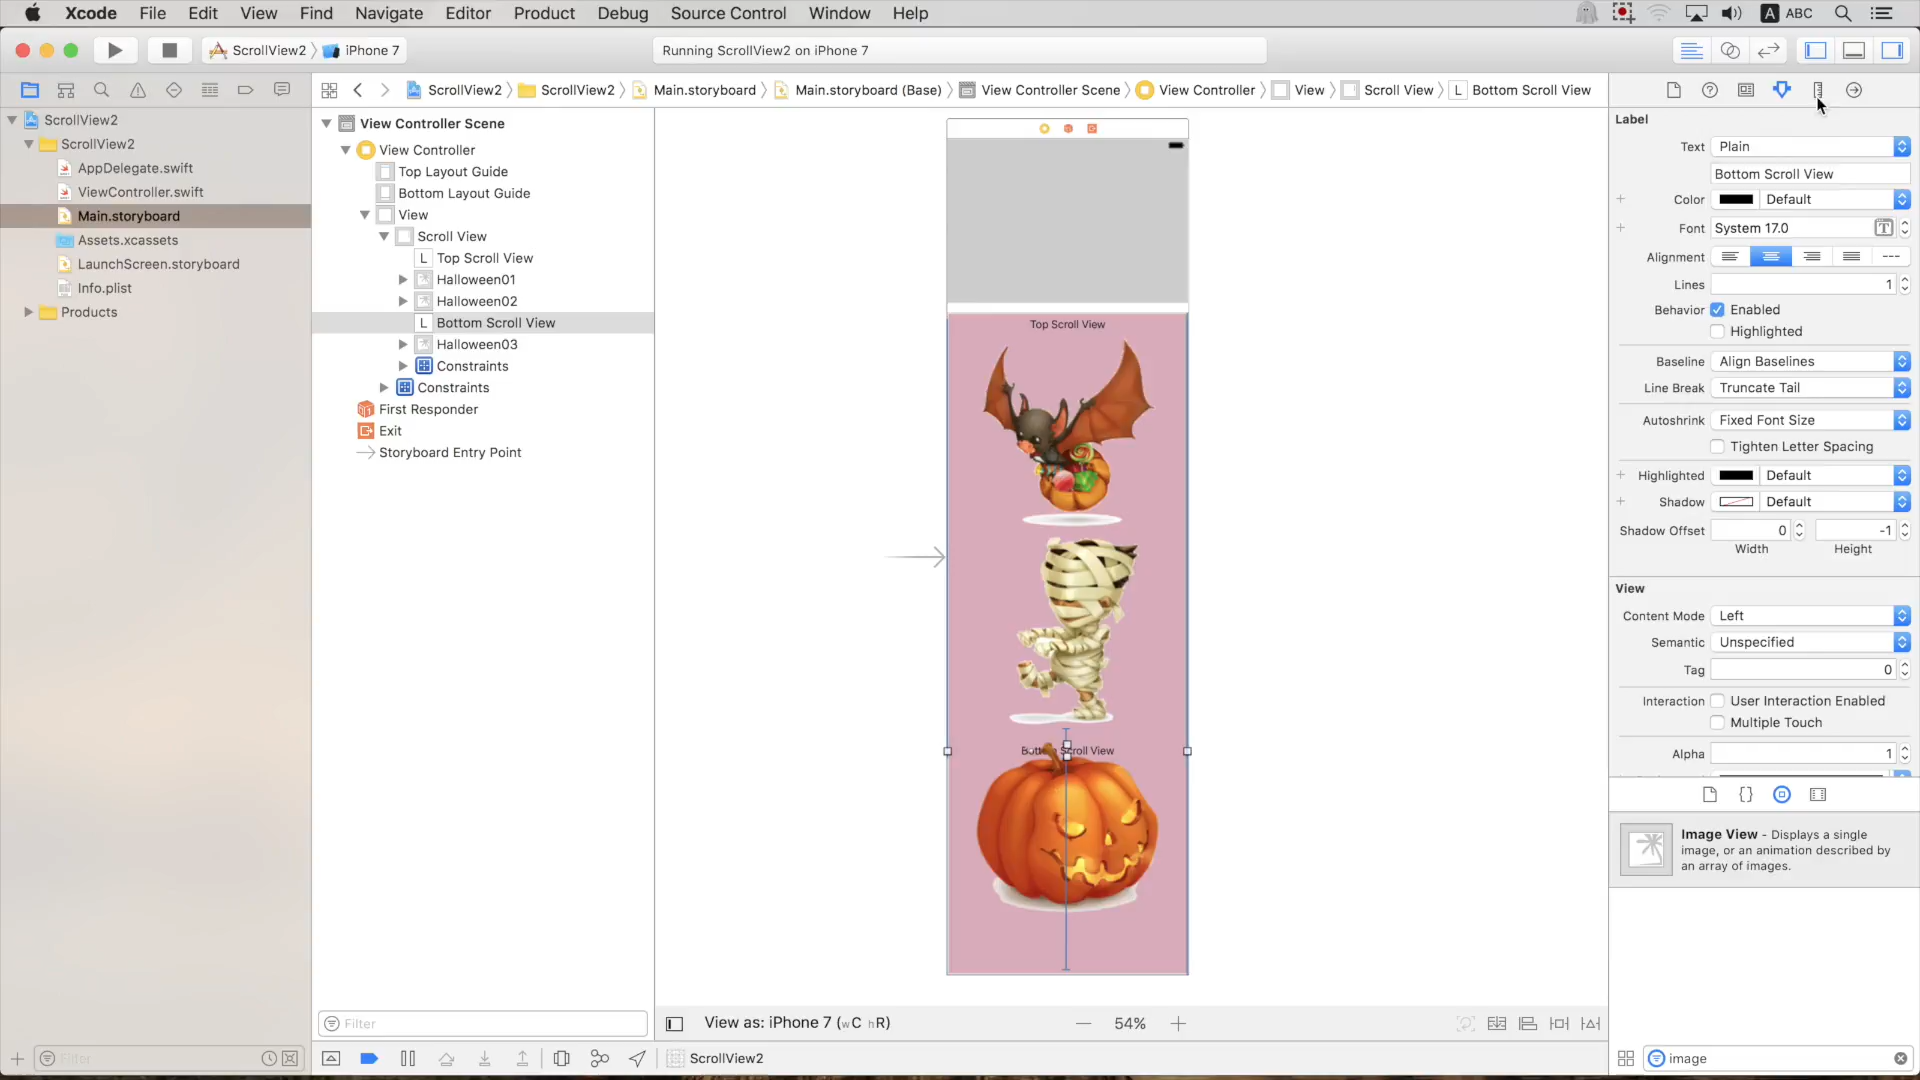 Xcode File Edit View Find Navigate Editor Product Debug Source Control Window Help A ABC
ScrollView2 iPhone 7 Running ScrollView2 on iPhone 7
ScrollView2 ScrollView2 Main.storyboard Main.storyboard (Base) View Controller Scene View Controller View Scroll View L Bottom Scroll View
ScrollView2
ScrollView2
AppDelegate.swift
ViewController.swift
Main.storyboard
Assets.xcassets
LaunchScreen.storyboard
Info.plist
Products
Filter
View Controller Scene
View Controller
Top Layout Guide
Bottom Layout Guide
View
Scroll View
L Top Scroll View
Halloween01
Halloween02
L Bottom Scroll View
Halloween03
Constraints
Constraints
First Responder
Exit
Storyboard Entry Point
Filter
Top Scroll View
Bottom Scroll View
View as: iPhone 7 (wC hR)
54%
ScrollView2
Label
Text Plain
Bottom Scroll View
Color Default
Font System 17.0 T
Alignment
Lines 1
Behavior Enabled
Highlighted
Baseline Align Baselines
Line Break Truncate Tail
Autoshrink Fixed Font Size
Tighten Letter Spacing
Highlighted Default
Shadow Default
Shadow Offset 0 -1
Width Height
View
Content Mode Left
Semantic Unspecified
Tag 0
Interaction User Interaction Enabled
Multiple Touch
Alpha 1
Image View - Displays a single
image, or an animation described by
an array of images.
image